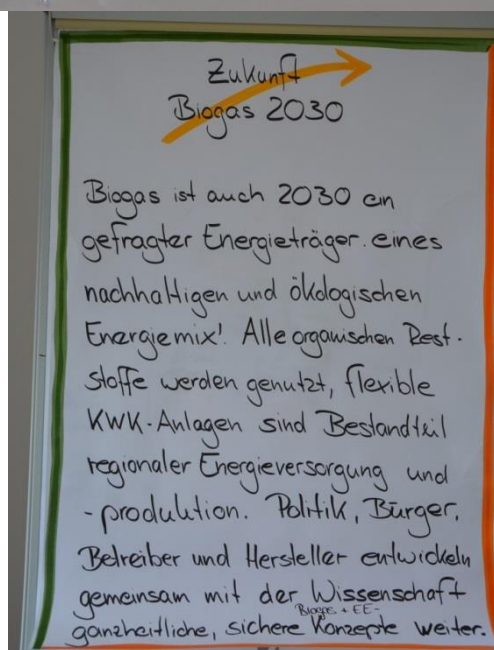 Zukunft
Biogas 2030
Biogas ist auch 2030 ein
gefragter Energieträger eines
nachhaltigen und ökologischen
Energiemix! Alle organischen Rest-
stoffe werden genutzt, flexible
KWK-Anlagen sind Bestandteil
regionaler Energieversorgung und
-produktion. Politik, Bürger,
Betreiber und Hersteller entwickeln
gemeinsam mit der Wissenschaft
Biogas + EE-
ganzheitliche, sichere Konzepte weiter.